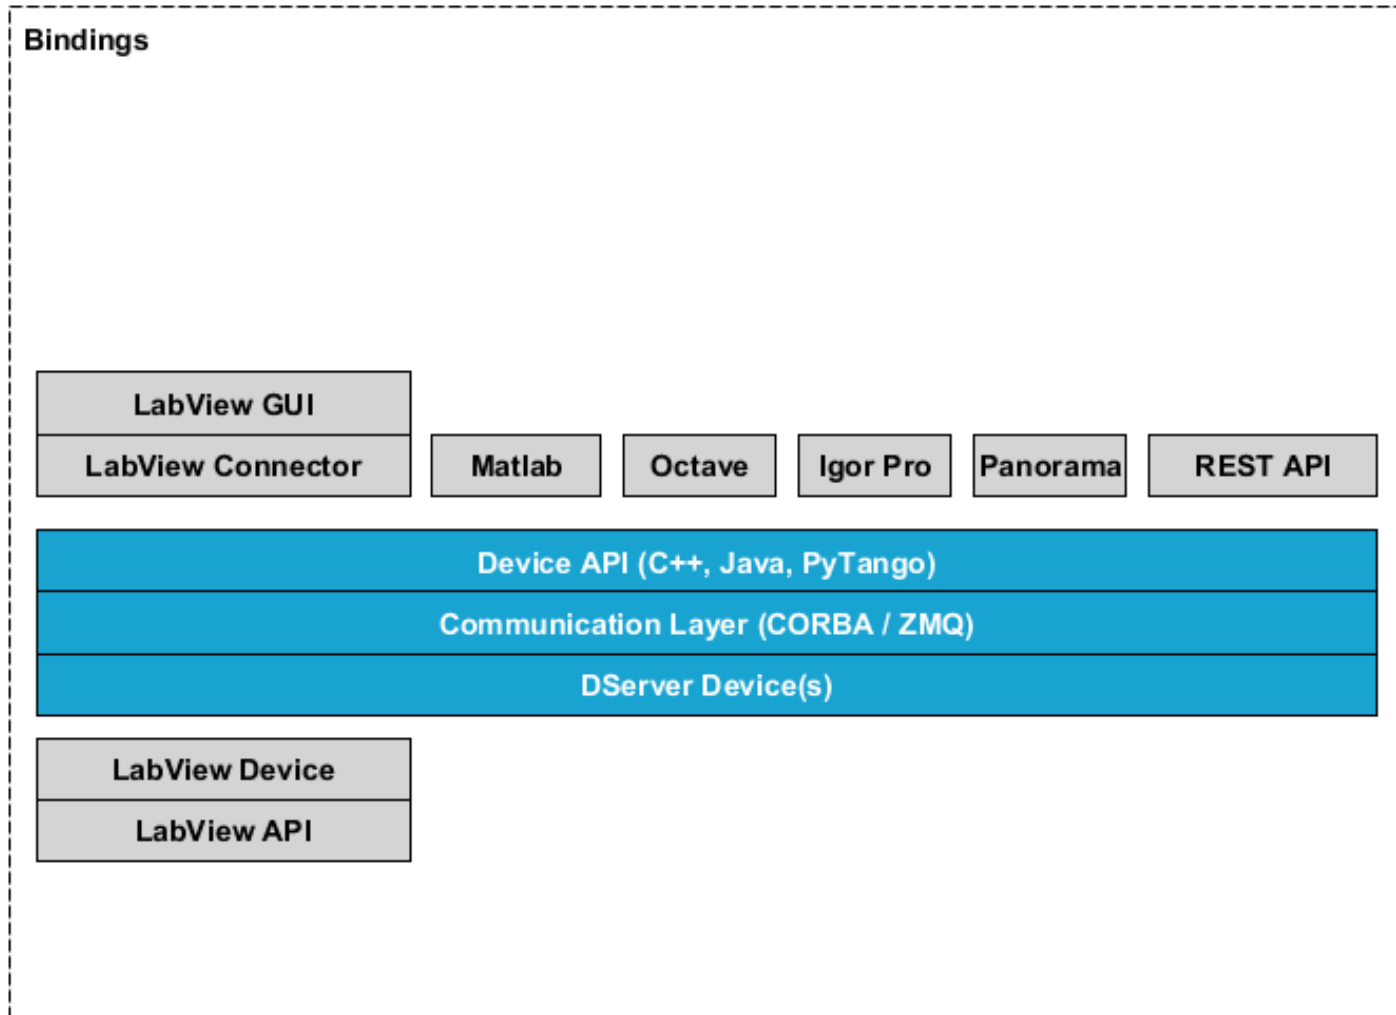 Bindings
LabView GUI
LabView Connector
Matlab
Octave
Igor Pro
Panorama
REST API
Device API (C++, Java, PyTango)
Communication Layer (CORBA / ZMQ)
DServer Device(s)
LabView Device
LabView API